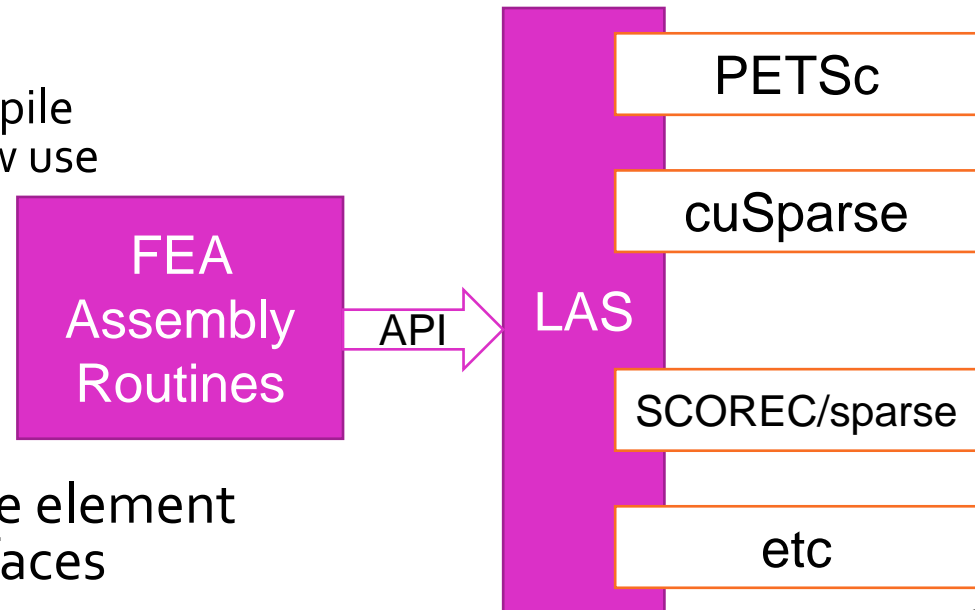 pile
w use
FEA
Assembly
Routines
API
LAS
PETSc
cuSparse
SCOREC/sparse
etc
e element
aces